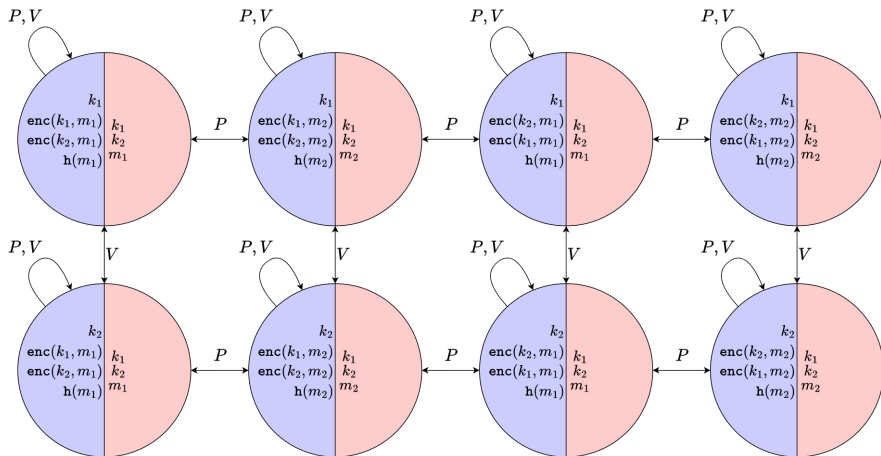 P, V
P, V
P, V
P, V
k₁
enc(k₁, m₁)
enc(k₂, m₁)
h(m₁)
k₁
k₂
m₁
P
k₁
enc(k₁, m₂)
enc(k₂, m₂)
h(m₂)
k₁
k₂
m₂
P
k₁
enc(k₂, m₁)
enc(k₁, m₁)
h(m₁)
k₁
k₂
m₁
P
k₁
enc(k₂, m₂)
enc(k₁, m₂)
h(m₂)
k₁
k₂
m₂
V
V
V
V
P, V
P, V
P, V
P, V
k₂
enc(k₁, m₁)
enc(k₂, m₁)
h(m₁)
k₁
k₂
m₁
P
k₂
enc(k₁, m₂)
enc(k₂, m₂)
h(m₂)
k₁
k₂
m₂
P
k₂
enc(k₂, m₁)
enc(k₁, m₁)
h(m₁)
k₁
k₂
m₁
P
k₂
enc(k₂, m₂)
enc(k₁, m₂)
h(m₂)
k₁
k₂
m₂